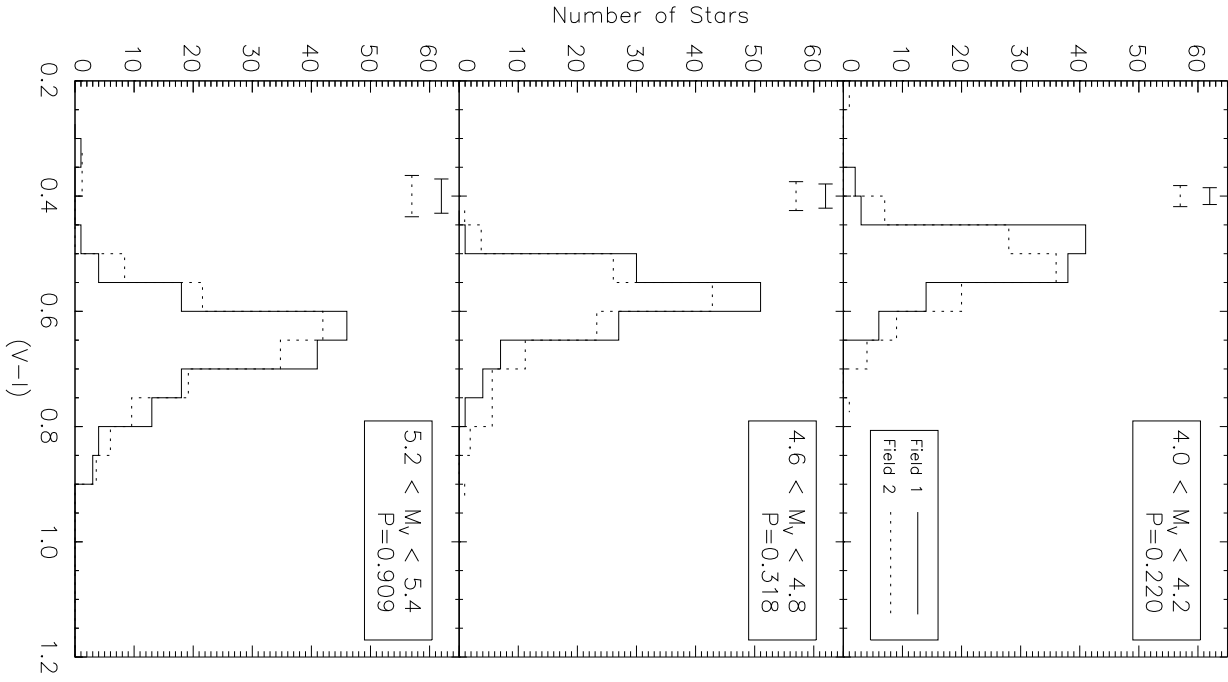 Number of Stars
0 10 20 30 40 50 60
0 10 20 30 40 50 60
0 10 20 30 40 50 60
4.0 < Mv < 4.2
P=0.220
Field 1
Field 2
4.6 < Mv < 4.8
P=0.318
5.2 < Mv < 5.4
P=0.909
0.2 0.4 0.6 0.8 1.0 1.2
(V-I)